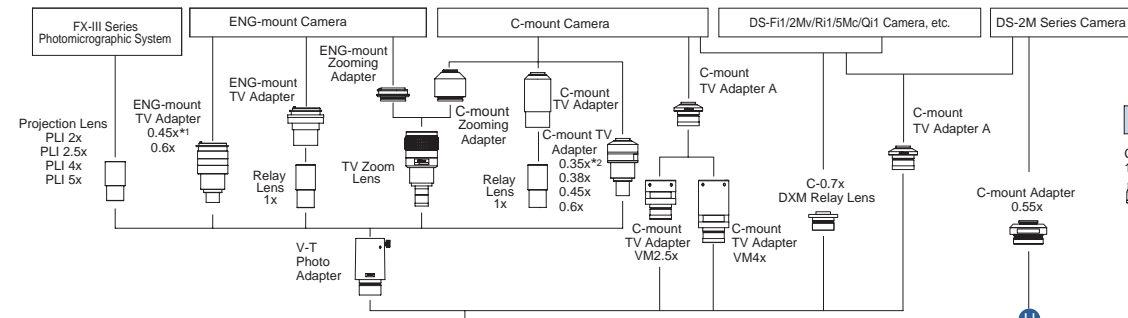 FX-III Series
Photomicrographic System
ENG-mount Camera
C-mount Camera
DS-Fi1/2Mv/Ri1/5Mc/Qi1 Camera, etc.
DS-2M Series Camera
ENG-mount
Zooming
Adapter
ENG-mount
TV Adapter
ENG-mount
TV Adapter
0.45x*1
0.6x
Projection Lens
PLI 2x
PLI 2.5x
PLI 4x
PLI 5x
Relay
Lens
1x
TV Zoom
Lens
C-mount
Zooming
Adapter
C-mount
TV Adapter
Relay
Lens
1x
C-mount TV
Adapter
0.35x*2
0.38x
0.45x
0.6x
C-mount
TV Adapter A
C-mount
TV Adapter
VM2.5x
C-mount
TV Adapter
VM4x
C-0.7x
DXM Relay Lens
C-mount
TV Adapter A
C-mount Adapter
0.55x
V-T
Photo
Adapter